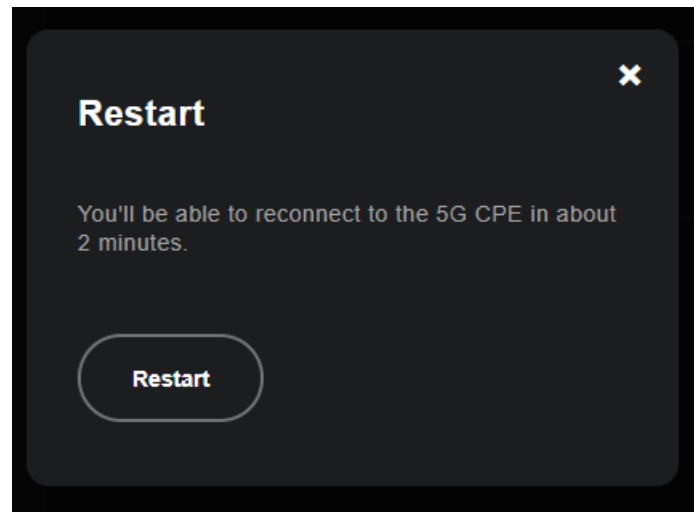 Restart
You'll be able to reconnect to the 5G CPE in about
2 minutes.
Restart